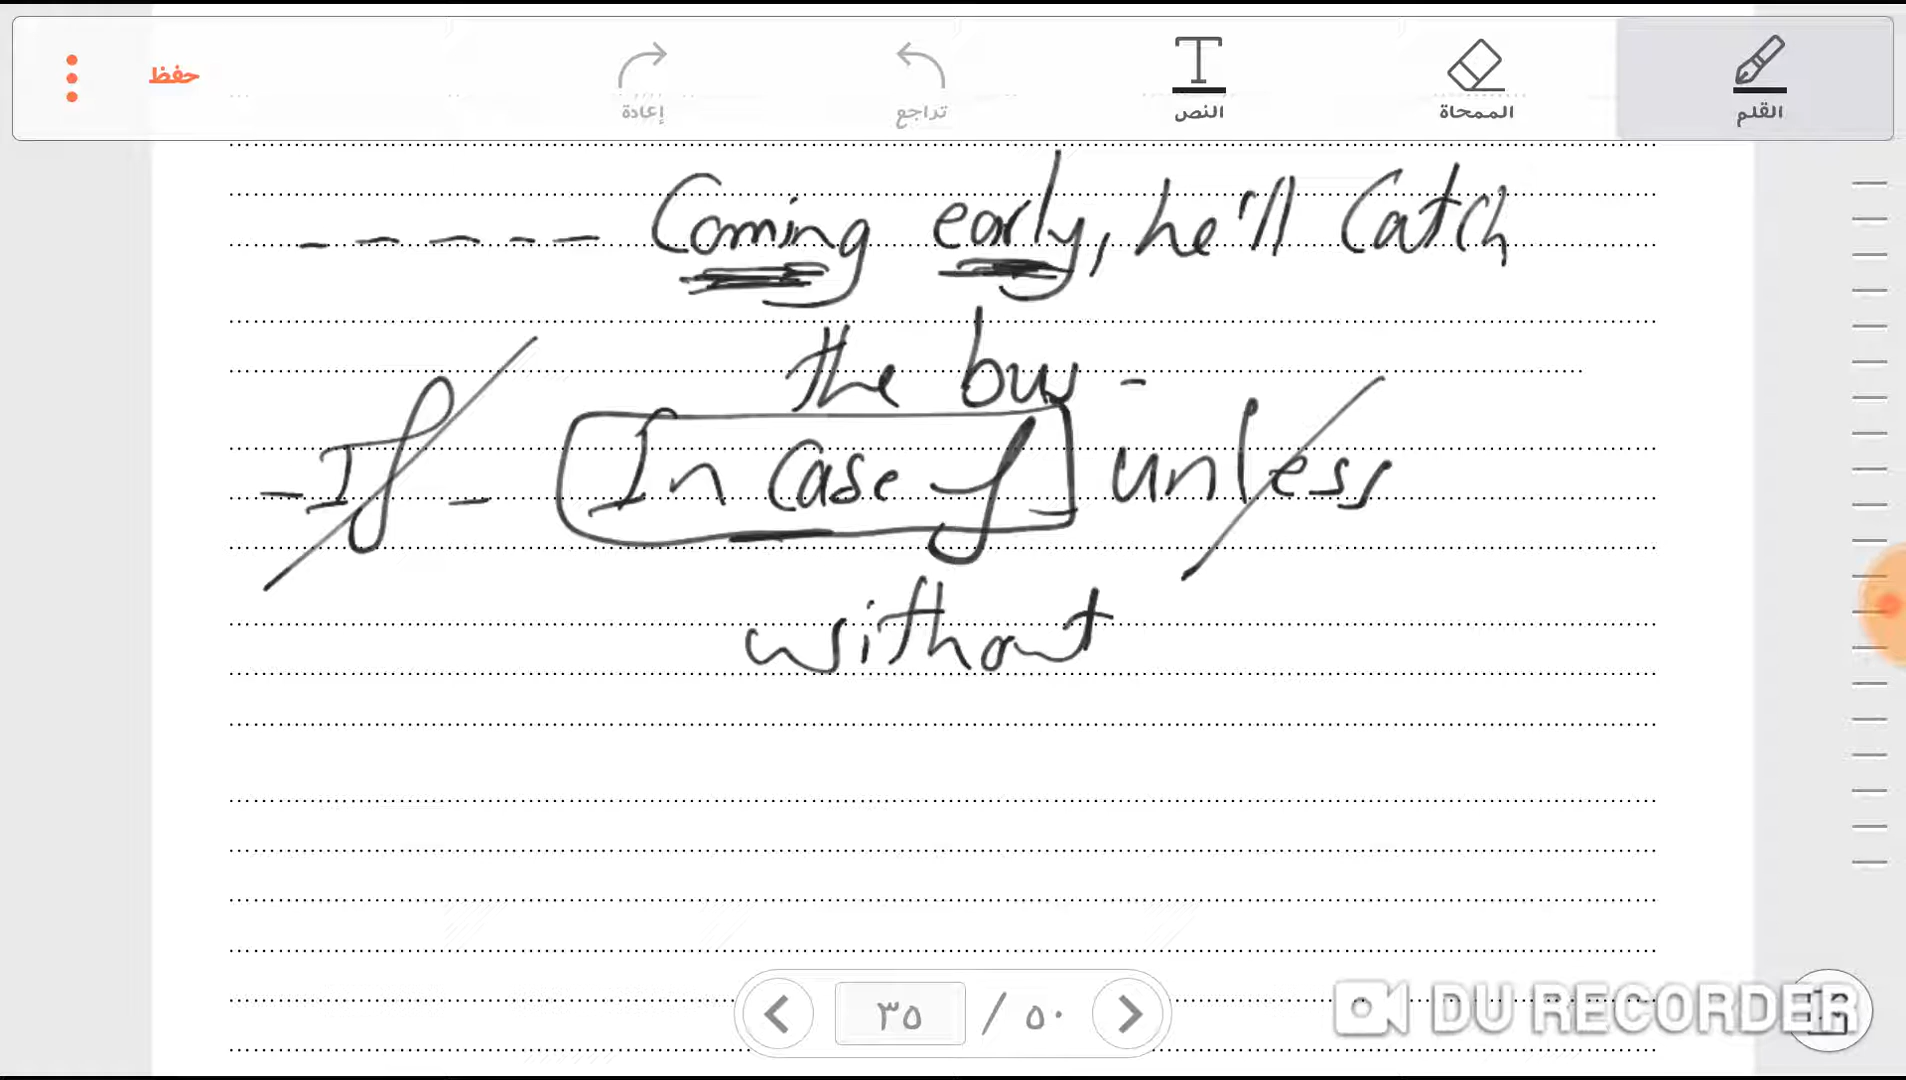 حفظ
إعادة
تراجع
النص
الممحاة
القلم
----- Coming early, he'll Catch
the bus -
- If - In Case of unless
without
٣٥ / ٥٠
DU RECORDER